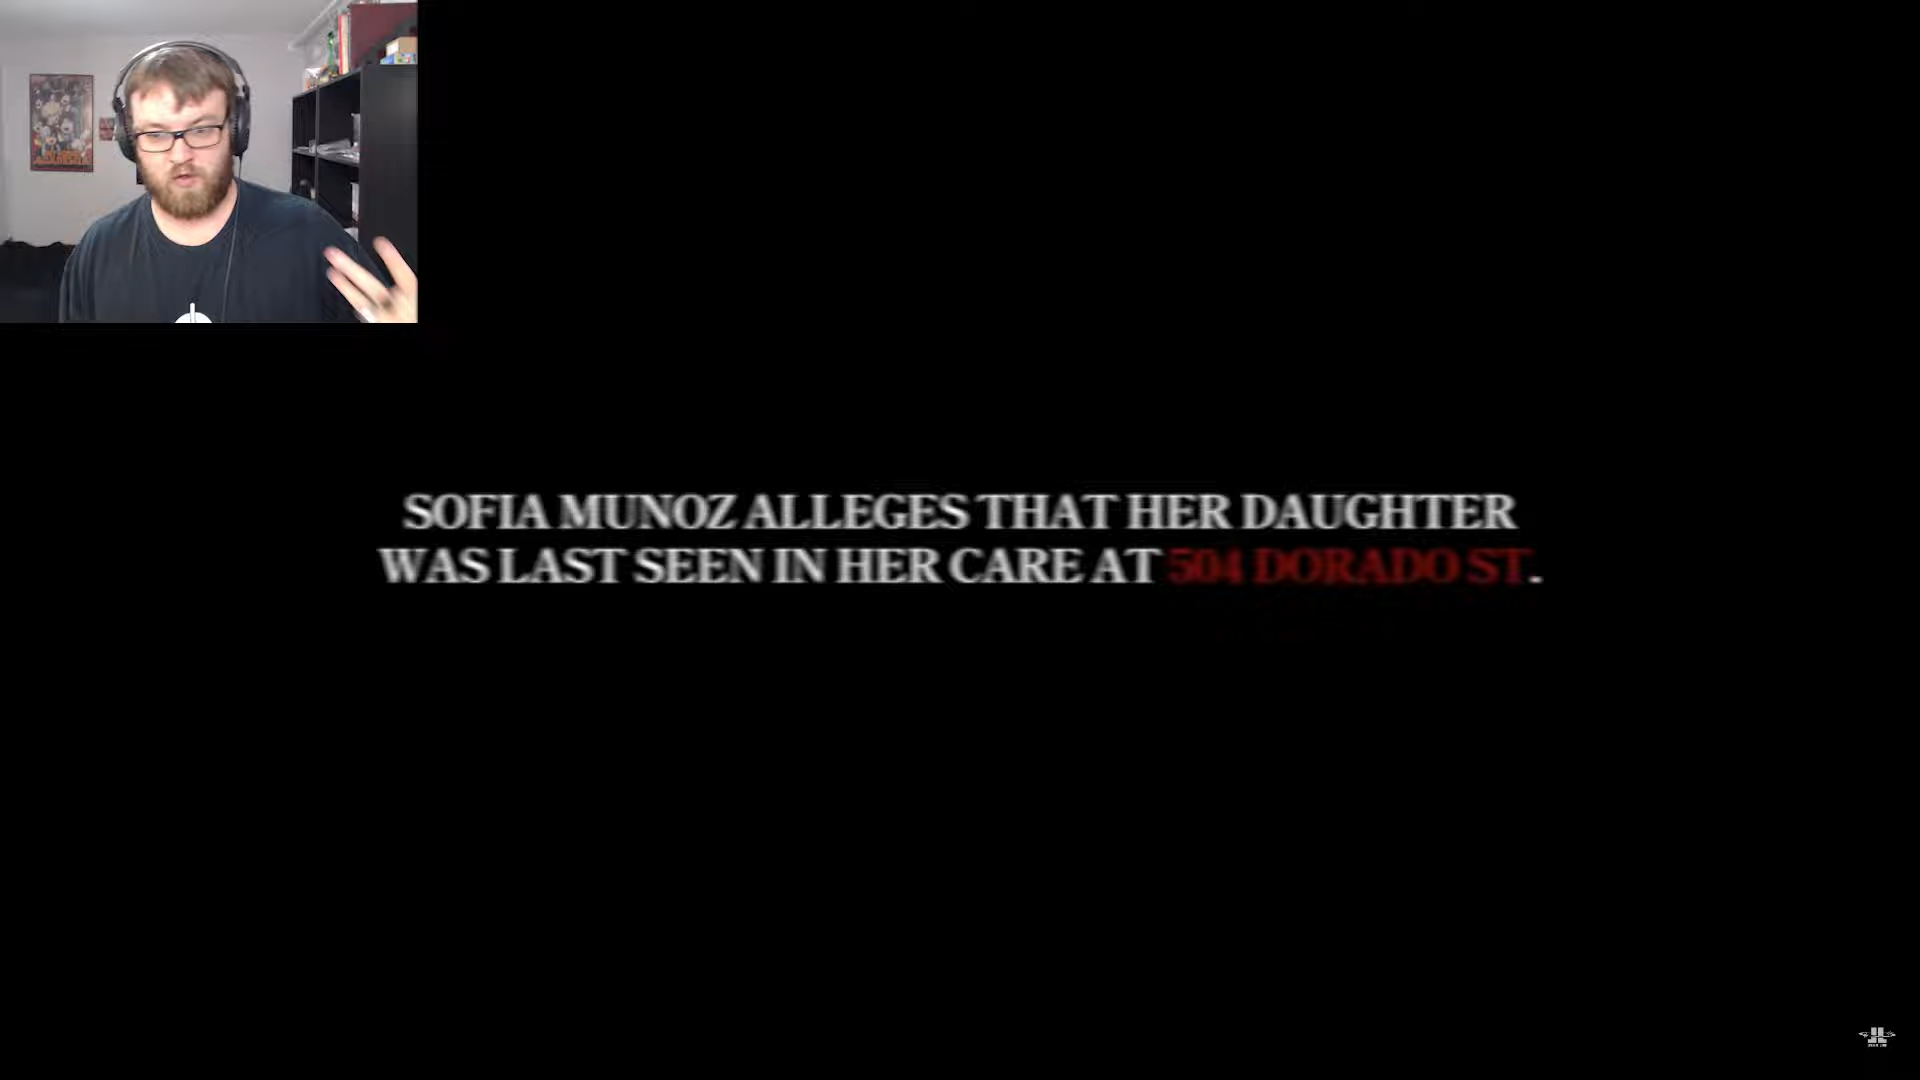 SOFIA MUNOZ ALLEGES THAT HER DAUGHTER
WAS LAST SEEN IN HER CARE AT 504 DORADO ST.